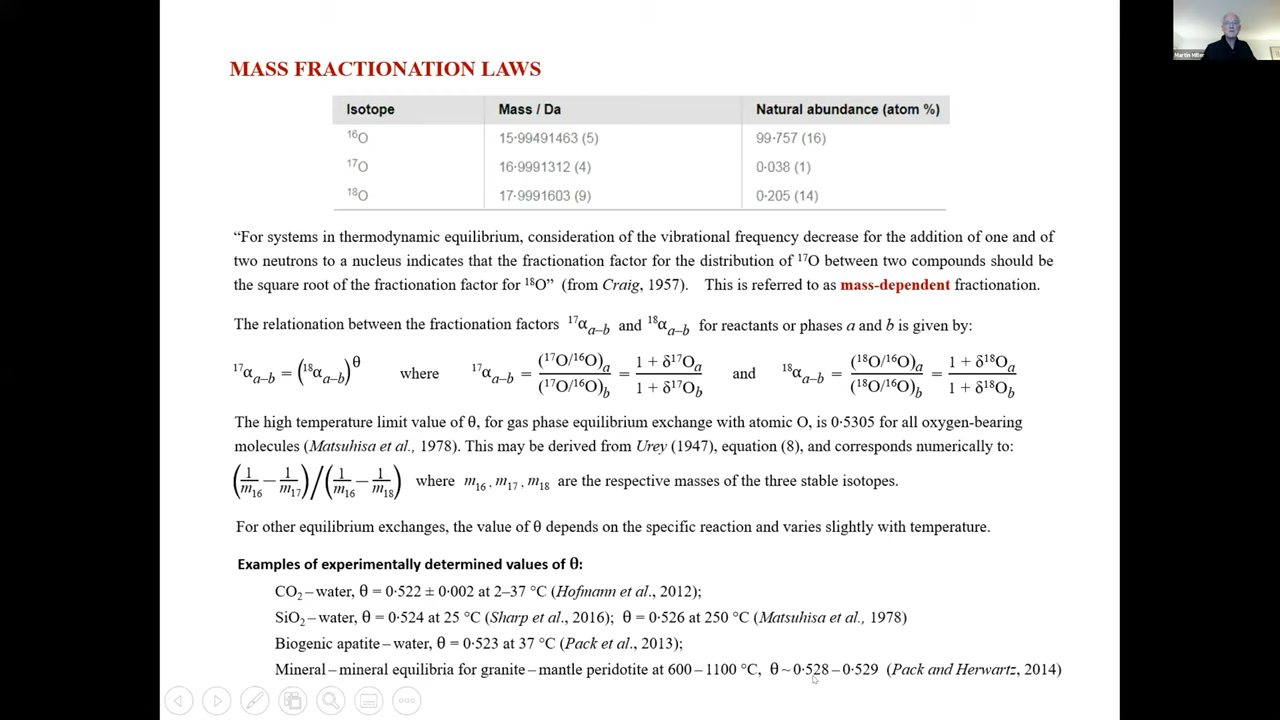 MASS FRACTIONATION LAWS
Isotope Mass / Da Natural abundance (atom %)
¹⁶O 15·99491463 (5) 99·757 (16)
¹⁷O 16·9991312 (4) 0·038 (1)
¹⁸O 17·9991603 (9) 0·205 (14)
“For systems in thermodynamic equilibrium, consideration of the vibrational frequency decrease for the addition of one and of
two neutrons to a nucleus indicates that the fractionation factor for the distribution of ¹⁷O between two compounds should be
the square root of the fractionation factor for ¹⁸O” (from Craig, 1957). This is referred to as mass-dependent fractionation.
The relation between the fractionation factors ¹⁷α a–b and ¹⁸α a–b for reactants or phases a and b is given by:
¹⁷α a–b = (¹⁸α a–b)^θ where ¹⁷α a–b = (¹⁷O/¹⁶O)a / (¹⁷O/¹⁶O)b = 1 + δ¹⁷Oa / 1 + δ¹⁷Ob and ¹⁸α a–b = (¹⁸O/¹⁶O)a / (¹⁸O/¹⁶O)b = 1 + δ¹⁸Oa / 1 + δ¹⁸Ob
The high temperature limit value of θ, for gas phase equilibrium exchange with atomic O, is 0·5305 for all oxygen-bearing
molecules (Matsuhisa et al., 1978). This may be derived from Urey (1947), equation (8), and corresponds numerically to:
(1/m₁₆ – 1/m₁₇) / (1/m₁₆ – 1/m₁₈) where m₁₆, m₁₇, m₁₈ are the respective masses of the three stable isotopes.
For other equilibrium exchanges, the value of θ depends on the specific reaction and varies slightly with temperature.
Examples of experimentally determined values of θ:
CO₂ – water, θ = 0·522 ± 0·002 at 2–37 °C (Hofmann et al., 2012);
SiO₂ – water, θ = 0·524 at 25 °C (Sharp et al., 2016); θ = 0·526 at 250 °C (Matsuhisa et al., 1978)
Biogenic apatite – water, θ = 0·523 at 37 °C (Pack et al., 2013);
Mineral – mineral equilibria for granite – mantle peridotite at 600 – 1100 °C, θ ~ 0·528 – 0·529 (Pack and Herwartz, 2014)